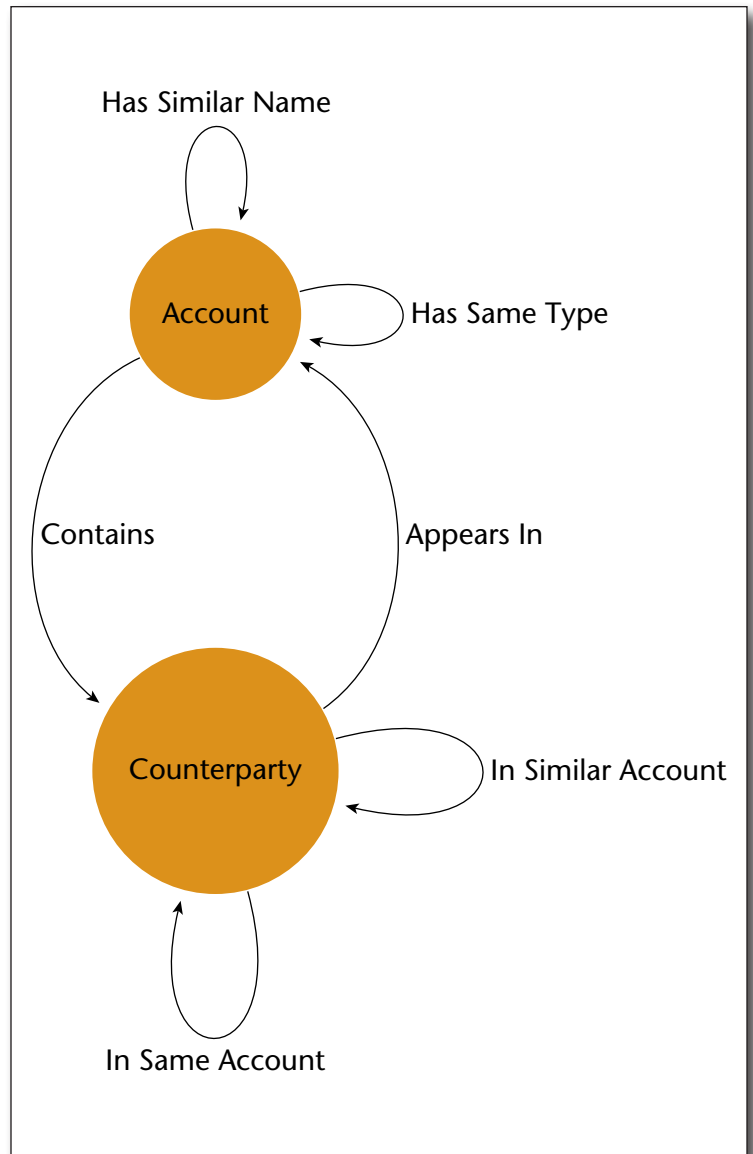 Has Similar Name
Account
Has Same Type
Contains
Appears In
Counterparty
In Similar Account
In Same Account